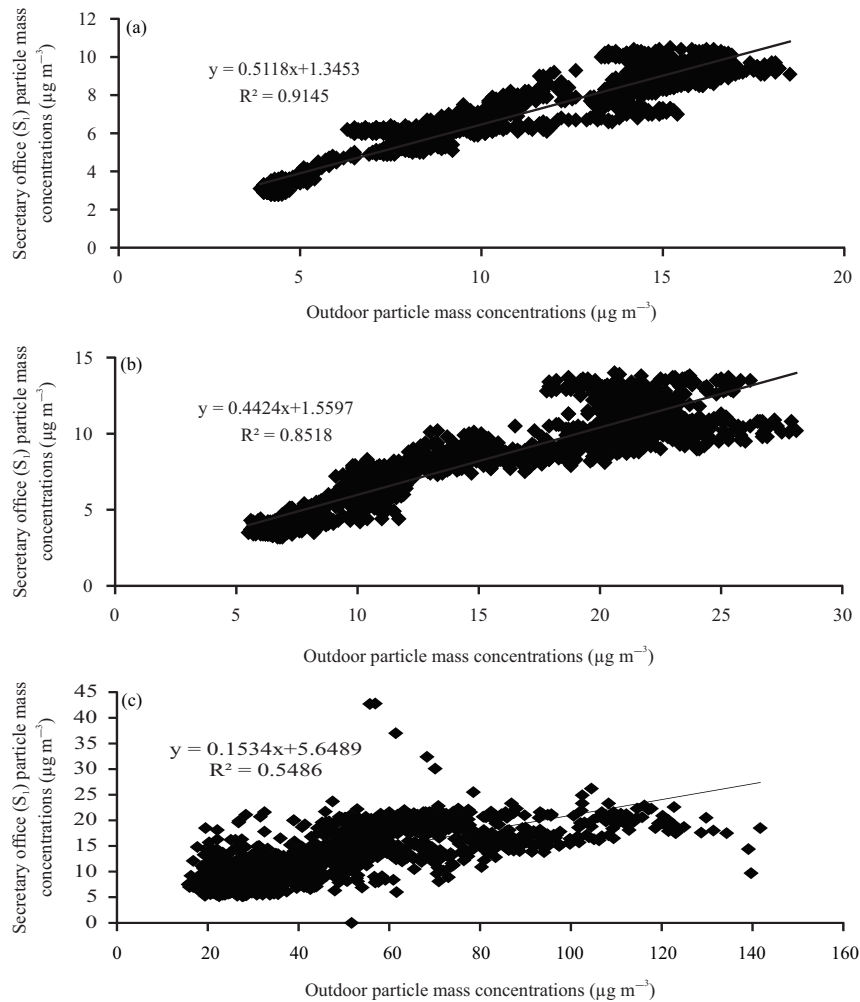 (a)
Secretary office (S₁) particle mass
concentrations (µg m⁻³)
12
10
8
6
4
2
0
y = 0.5118x+1.3453
R² = 0.9145
0 5 10 15 20
Outdoor particle mass concentrations (µg m⁻³)
(b)
Secretary office (S₁) particle mass
concentrations (µg m⁻³)
15
10
5
0
y = 0.4424x+1.5597
R² = 0.8518
0 5 10 15 20 25 30
Outdoor particle mass concentrations (µg m⁻³)
(c)
Secretary office (S₁) particle mass
concentrations (µg m⁻³)
45
40
35
30
25
20
15
10
5
0
y = 0.1534x+5.6489
R² = 0.5486
0 20 40 60 80 100 120 140 160
Outdoor particle mass concentrations (µg m⁻³)